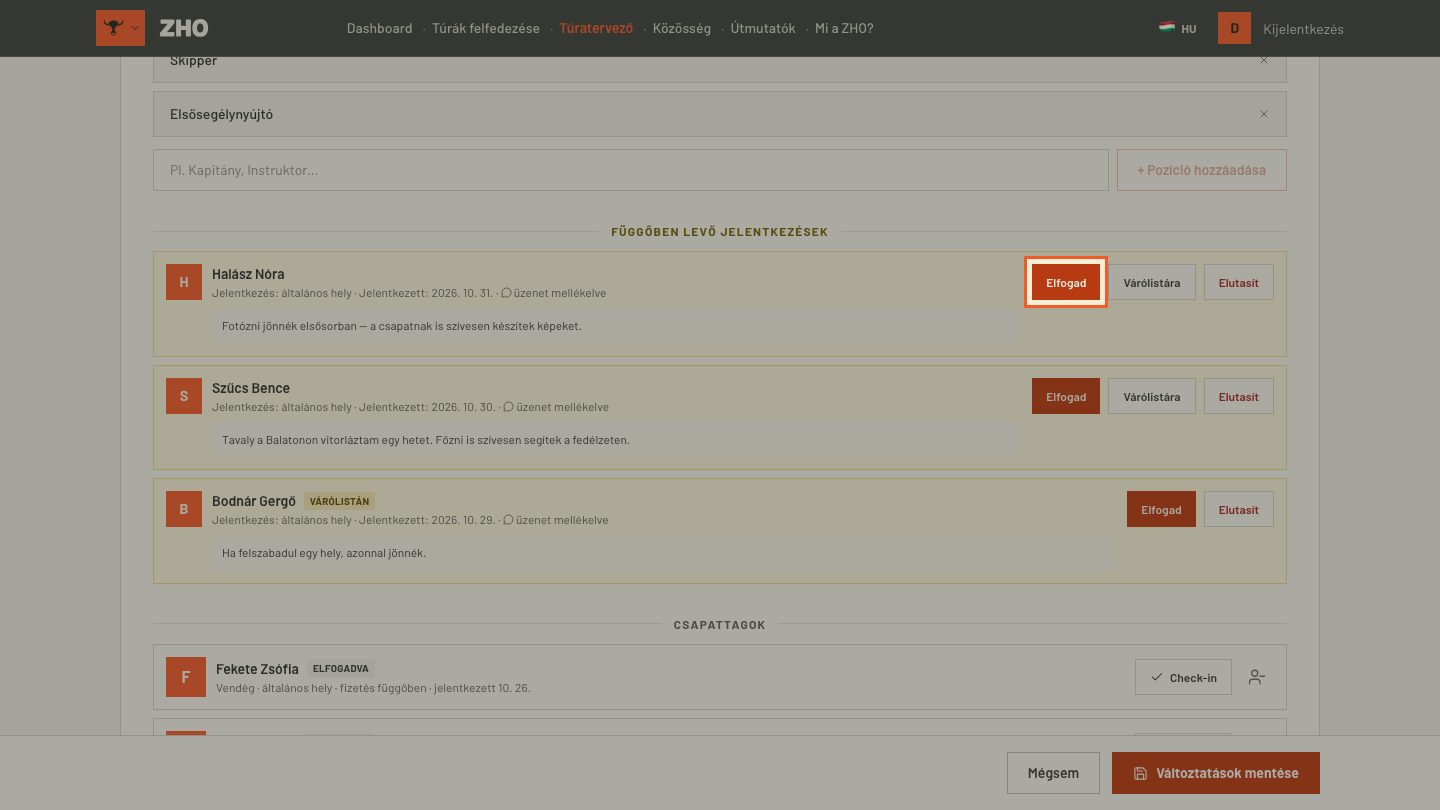 ZHO
Dashboard · Túrák felfedezése · Túratervező · Közösség · Útmutatók · Mi a ZHO?
HU
D
Kijelentkezés
Skipper
Elsősegélynyújtó
Pl. Kapitány, Instruktor...
+ Pozíció hozzáadása
FÜGGŐBEN LEVŐ JELENTKEZÉSEK
H
Halász Nóra
Jelentkezés: általános hely · Jelentkezett: 2026. 10. 31. · üzenet mellékelve
Fotózni jönnék elsősorban — a csapatnak is szívesen készítek képeket.
Elfogad
Várólistára
Elutasít
S
Szűcs Bence
Jelentkezés: általános hely · Jelentkezett: 2026. 10. 30. · üzenet mellékelve
Tavaly a Balatonon vitorláztam egy hetet. Főzni is szívesen segítek a fedélzeten.
Elfogad
Várólistára
Elutasít
B
Bodnár Gergő VÁRÓLISTÁN
Jelentkezés: általános hely · Jelentkezett: 2026. 10. 29. · üzenet mellékelve
Ha felszabadul egy hely, azonnal jönnék.
Elfogad
Elutasít
CSAPATTAGOK
F
Fekete Zsófia ELFOGADVA
Vendég · általános hely · fizetés függőben · jelentkezett 10. 26.
Check-in
Mégsem
Változtatások mentése